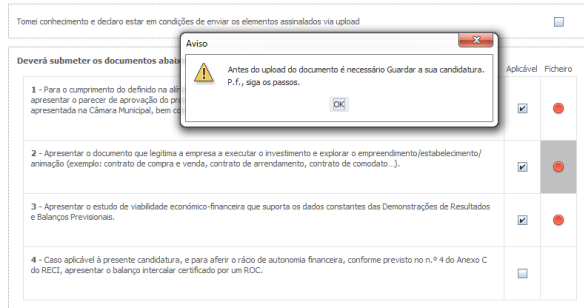 Tomei conhecimento e declaro estar em condições de enviar os elementos assinalados via upload
Aviso
Antes do upload do documento é necessário Guardar a sua candidatura.
P.f., siga os passos.
OK
Deverá submeter os documentos abaix
Aplicável Ficheiro
1 - Para o cumprimento do definido na alín
apresentar o parecer de aprovação do pro
apresentada na Câmara Municipal, bem co
2 - Apresentar o documento que legitima a empresa a executar o investimento e explorar o empreendimento/estabelecimento/
animação (exemplo: contrato de compra e venda, contrato de arrendamento, contrato de comodato...).
3 - Apresentar o estudo de viabilidade económico-financeira que suporta os dados constantes das Demonstrações de Resultados
e Balanços Previsionais.
4 - Caso aplicável à presente candidatura, e para aferir o rácio de autonomia financeira, conforme previsto no n.º 4 do Anexo C
do RECI, apresentar o balanço intercalar certificado por um ROC.